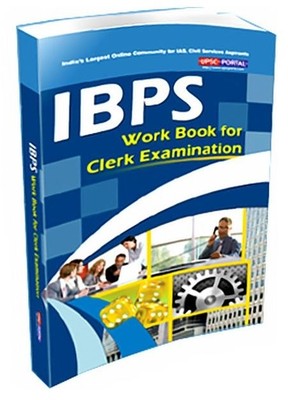 India's Largest Online Community for U.S. Civil Services Aspirants
UPSC PORTAL
IBPS
Work Book for
Clerk Examination
IBPS Work Book for Clerk Examination